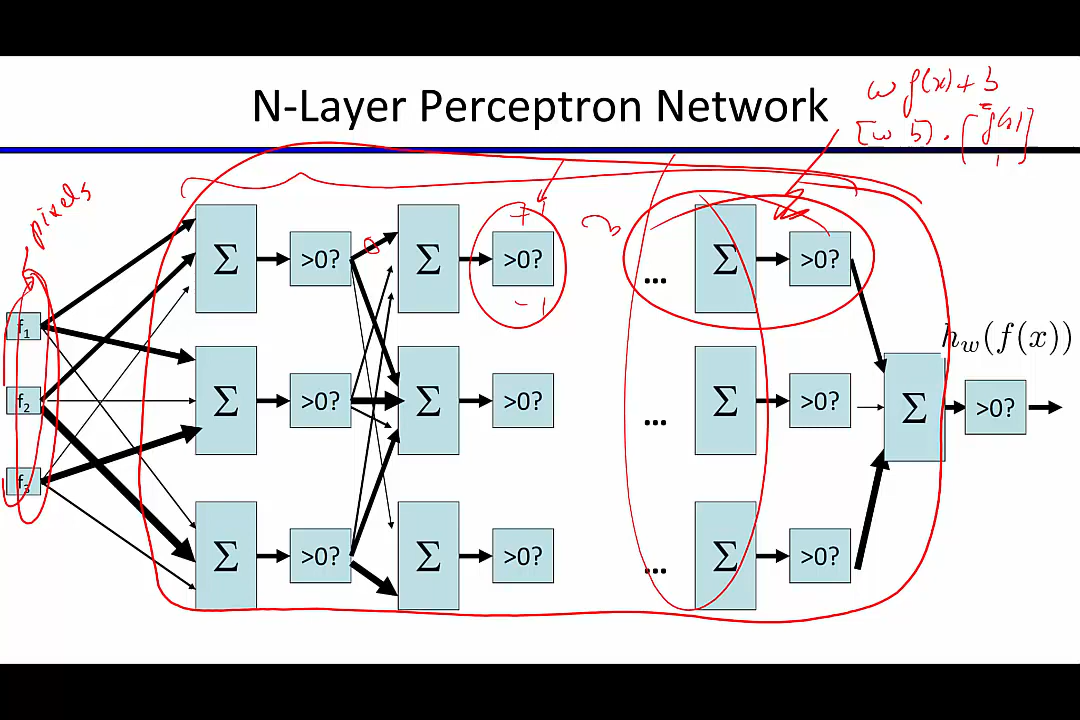 N-Layer Perceptron Network
w f(x) + b
[w b] · [f(x)
1]
pixels
f₁
f₂
f₃
Σ >0? Σ >0? ... Σ >0?
+1
-1
Σ >0? Σ >0? ... Σ >0?
Σ >0? Σ >0? ... Σ >0?
h_w(f(x))
Σ >0?